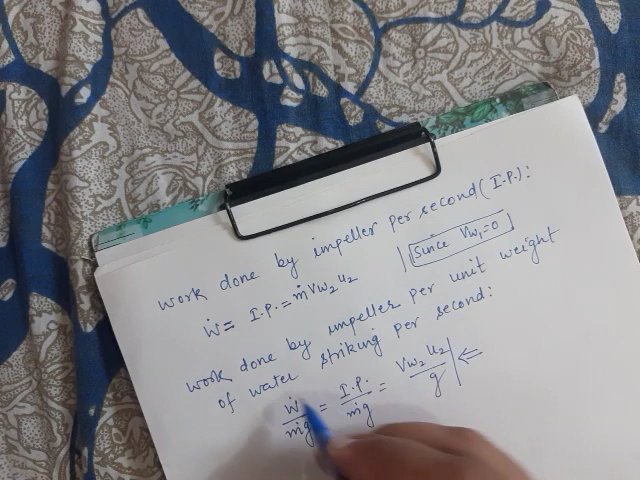 work done by impeller per second (I.P.):
Ẇ = I.P. = ṁVw₂u₂ | Since Vw₁=0
work done by impeller per unit weight
of water striking per second:
Ẇ/ṁg = I.P./ṁg = Vw₂u₂/g | ⇐